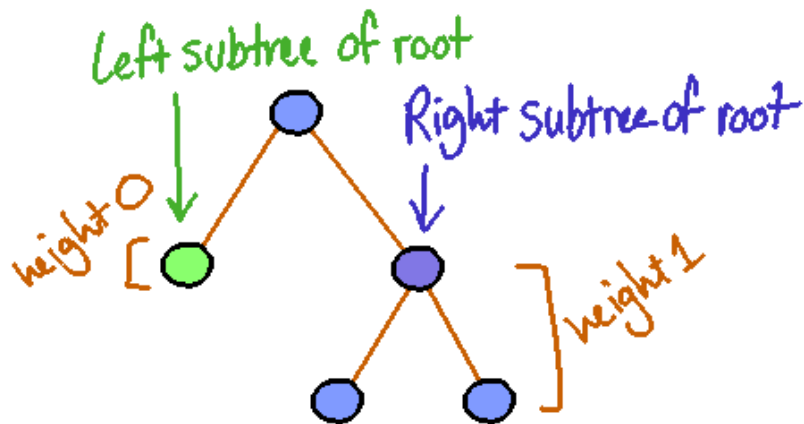 Left subtree of root
Right subtree of root
height 0
height 1